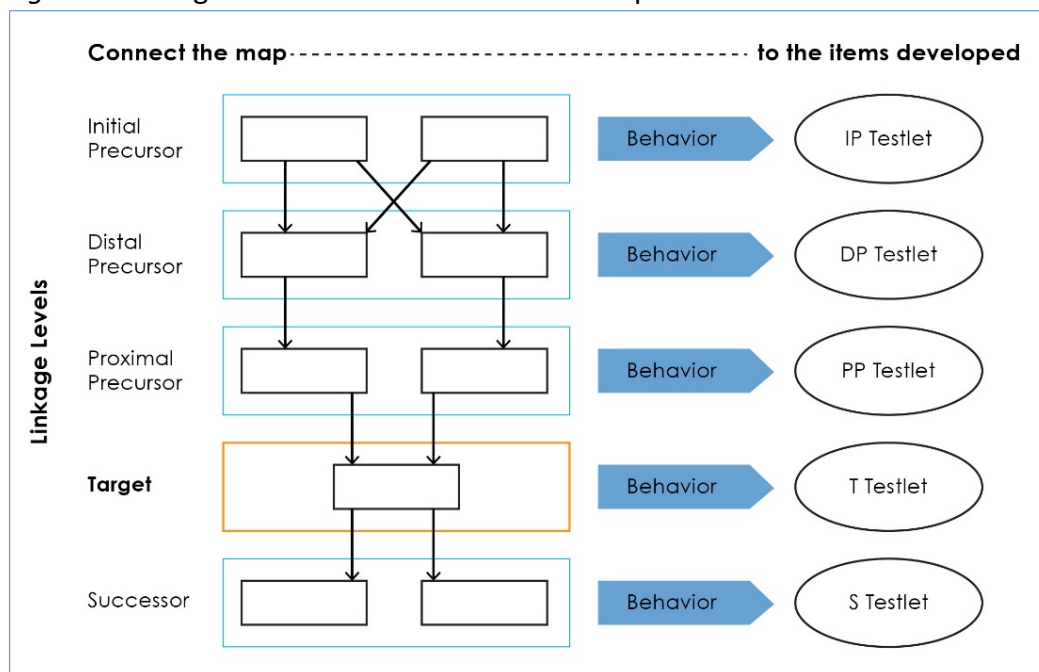 Connect the map to the items developed
Initial
Precursor
Behavior
IP Testlet
Distal
Precursor
Behavior
DP Testlet
Proximal
Precursor
Behavior
PP Testlet
Target
Behavior
T Testlet
Successor
Behavior
S Testlet
Linkage Levels